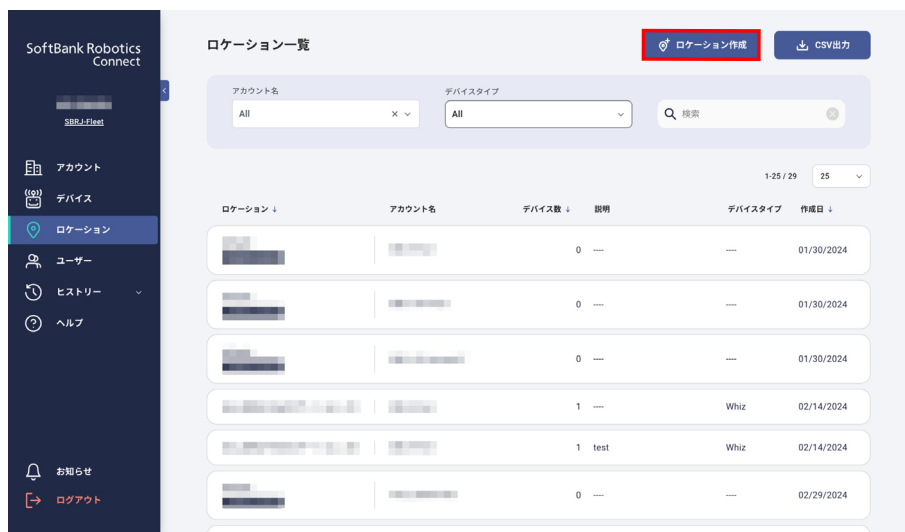 SoftBank Robotics
Connect
SBRJ-Fleet
アカウント
デバイス
ロケーション
ユーザー
ヒストリー
ヘルプ
お知らせ
ログアウト
ロケーション一覧
ロケーション作成
CSV出力
アカウント名
デバイスタイプ
All
All
検索
1-25 / 29
25
ロケーション ↓ アカウント名 デバイス数 ↓ 説明 デバイスタイプ 作成日 ↓
0 ---- ---- 01/30/2024
0 ---- ---- 01/30/2024
0 ---- ---- 01/30/2024
1 ---- Whiz 02/14/2024
1 test Whiz 02/14/2024
0 ---- ---- 02/29/2024